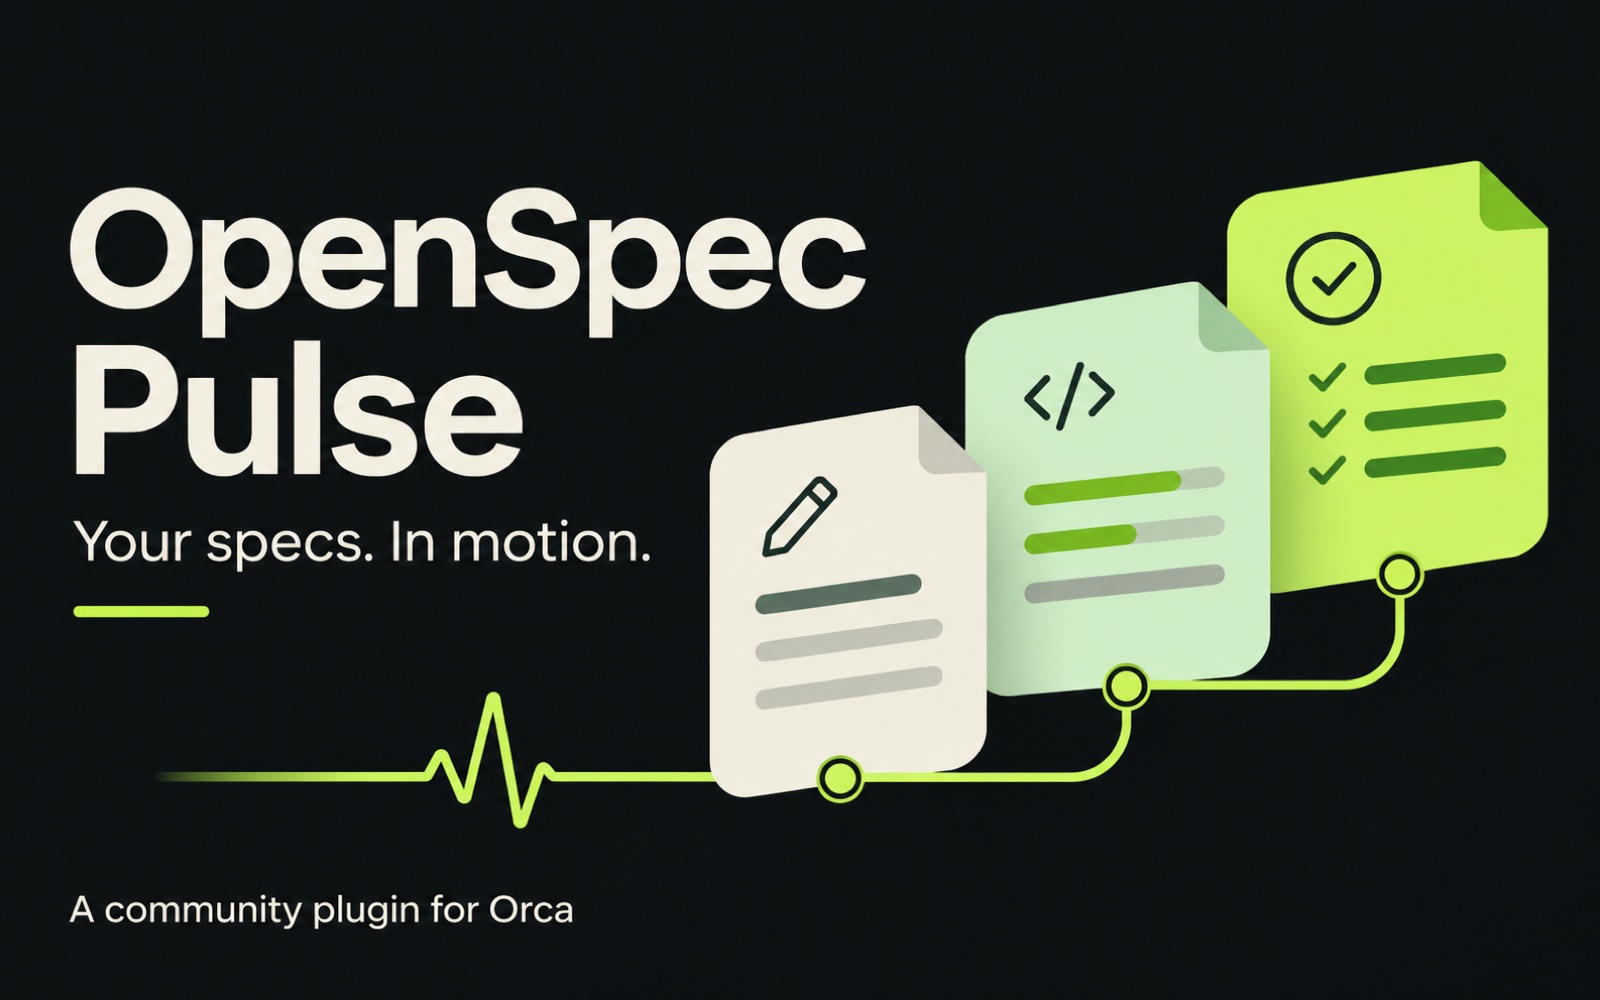 OpenSpec
Pulse
Your specs. In motion.
</>
A community plugin for Orca